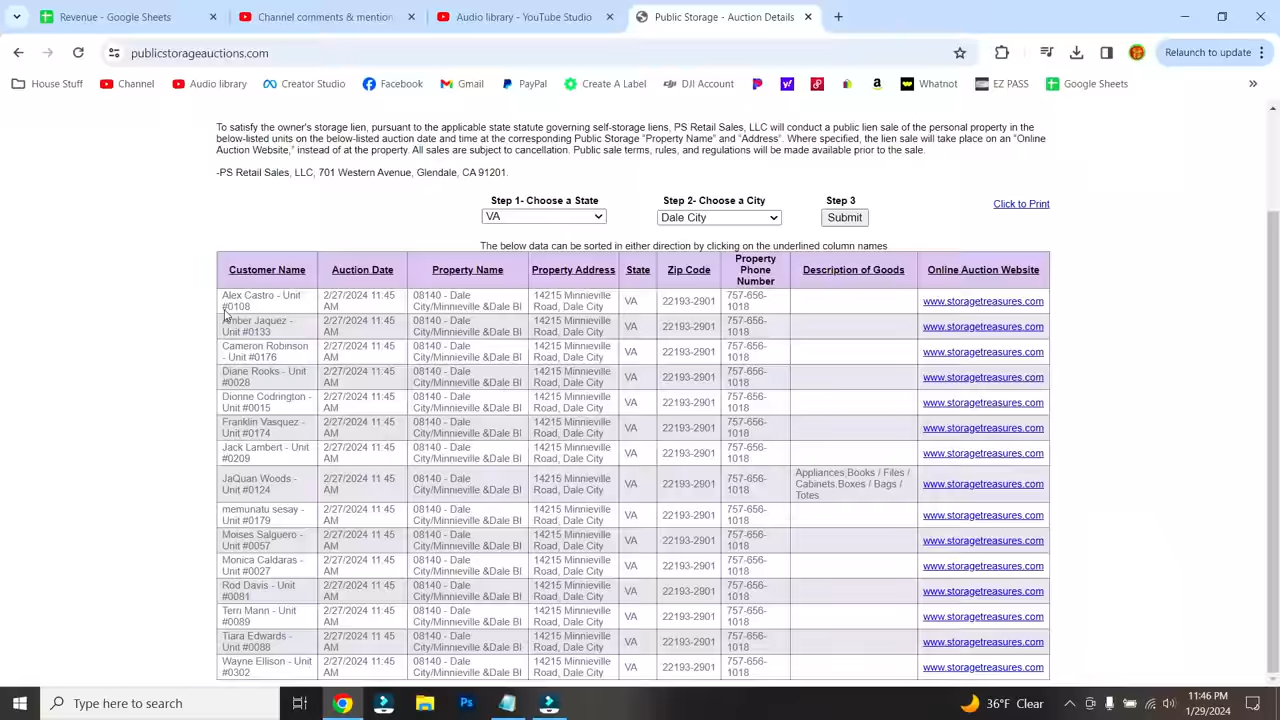 Channel comments & mention
Audio library - YouTube Studio
Public Storage - Auction Details
publicstorageauctions.com
Relaunch to update
House Stuff
Channel
Audio library
Creator Studio
Facebook
Gmail
PayPal
Create A Label
DJI Account
Whatnot
EZ PASS
Google Sheets
To satisfy the owner's storage lien, pursuant to the applicable state statute governing self-storage liens, PS Retail Sales, LLC will conduct a public lien sale of the personal property in the
below-listed units on the below-listed auction date and time at the corresponding Public Storage "Property Name" and "Address". Where specified, the lien sale will take place on an "Online
Auction Website," instead of at the property. All sales are subject to cancellation. Public sale terms, rules, and regulations will be made available prior to the sale.
-PS Retail Sales, LLC, 701 Western Avenue, Glendale, CA 91201.
Step 1- Choose a State Step 2- Choose a City Step 3
VA Dale City Submit Click to Print
The below data can be sorted in either direction by clicking on the underlined column names
Customer Name Auction Date Property Name Property Address State Zip Code Property Phone Number Description of Goods Online Auction Website
Alex Castro - Unit #0108 2/27/2024 11:45 AM 08140 - Dale City/Minnieville &Dale Bl 14215 Minnieville Road, Dale City VA 22193-2901 757-656-1018 www.storagetreasures.com
Jaquez - Unit #0133 2/27/2024 11:45 AM 08140 - Dale City/Minnieville &Dale Bl 14215 Minnieville Road, Dale City VA 22193-2901 757-656-1018 www.storagetreasures.com
Cameron Robinson - Unit #0176 2/27/2024 11:45 AM 08140 - Dale City/Minnieville &Dale Bl 14215 Minnieville Road, Dale City VA 22193-2901 757-656-1018 www.storagetreasures.com
Diane Rooks - Unit #0028 2/27/2024 11:45 AM 08140 - Dale City/Minnieville &Dale Bl 14215 Minnieville Road, Dale City VA 22193-2901 757-656-1018 www.storagetreasures.com
Dionne Codrington - Unit #0015 2/27/2024 11:45 AM 08140 - Dale City/Minnieville &Dale Bl 14215 Minnieville Road, Dale City VA 22193-2901 757-656-1018 www.storagetreasures.com
Franklin Vasquez - Unit #0174 2/27/2024 11:45 AM 08140 - Dale City/Minnieville &Dale Bl 14215 Minnieville Road, Dale City VA 22193-2901 757-656-1018 www.storagetreasures.com
Jack Lambert - Unit #0209 2/27/2024 11:45 AM 08140 - Dale City/Minnieville &Dale Bl 14215 Minnieville Road, Dale City VA 22193-2901 757-656-1018 www.storagetreasures.com
JaQuan Woods - Unit #0124 2/27/2024 11:45 AM 08140 - Dale City/Minnieville &Dale Bl 14215 Minnieville Road, Dale City VA 22193-2901 757-656-1018 Appliances,Books / Files / Cabinets,Boxes / Bags / Totes www.storagetreasures.com
memunatu sesay - Unit #0179 2/27/2024 11:45 AM 08140 - Dale City/Minnieville &Dale Bl 14215 Minnieville Road, Dale City VA 22193-2901 757-656-1018 www.storagetreasures.com
Moises Salguero - Unit #0057 2/27/2024 11:45 AM 08140 - Dale City/Minnieville &Dale Bl 14215 Minnieville Road, Dale City VA 22193-2901 757-656-1018 www.storagetreasures.com
Monica Caldaras - Unit #0027 2/27/2024 11:45 AM 08140 - Dale City/Minnieville &Dale Bl 14215 Minnieville Road, Dale City VA 22193-2901 757-656-1018 www.storagetreasures.com
Rod Davis - Unit #0081 2/27/2024 11:45 AM 08140 - Dale City/Minnieville &Dale Bl 14215 Minnieville Road, Dale City VA 22193-2901 757-656-1018 www.storagetreasures.com
Terri Mann - Unit #0089 2/27/2024 11:45 AM 08140 - Dale City/Minnieville &Dale Bl 14215 Minnieville Road, Dale City VA 22193-2901 757-656-1018 www.storagetreasures.com
Tiara Edwards - Unit #0088 2/27/2024 11:45 AM 08140 - Dale City/Minnieville &Dale Bl 14215 Minnieville Road, Dale City VA 22193-2901 757-656-1018 www.storagetreasures.com
Wayne Ellison - Unit #0302 2/27/2024 11:45 AM 08140 - Dale City/Minnieville &Dale Bl 14215 Minnieville Road, Dale City VA 22193-2901 757-656-1018 www.storagetreasures.com
Type here to search
36°F Clear
11:46 PM
1/29/2024